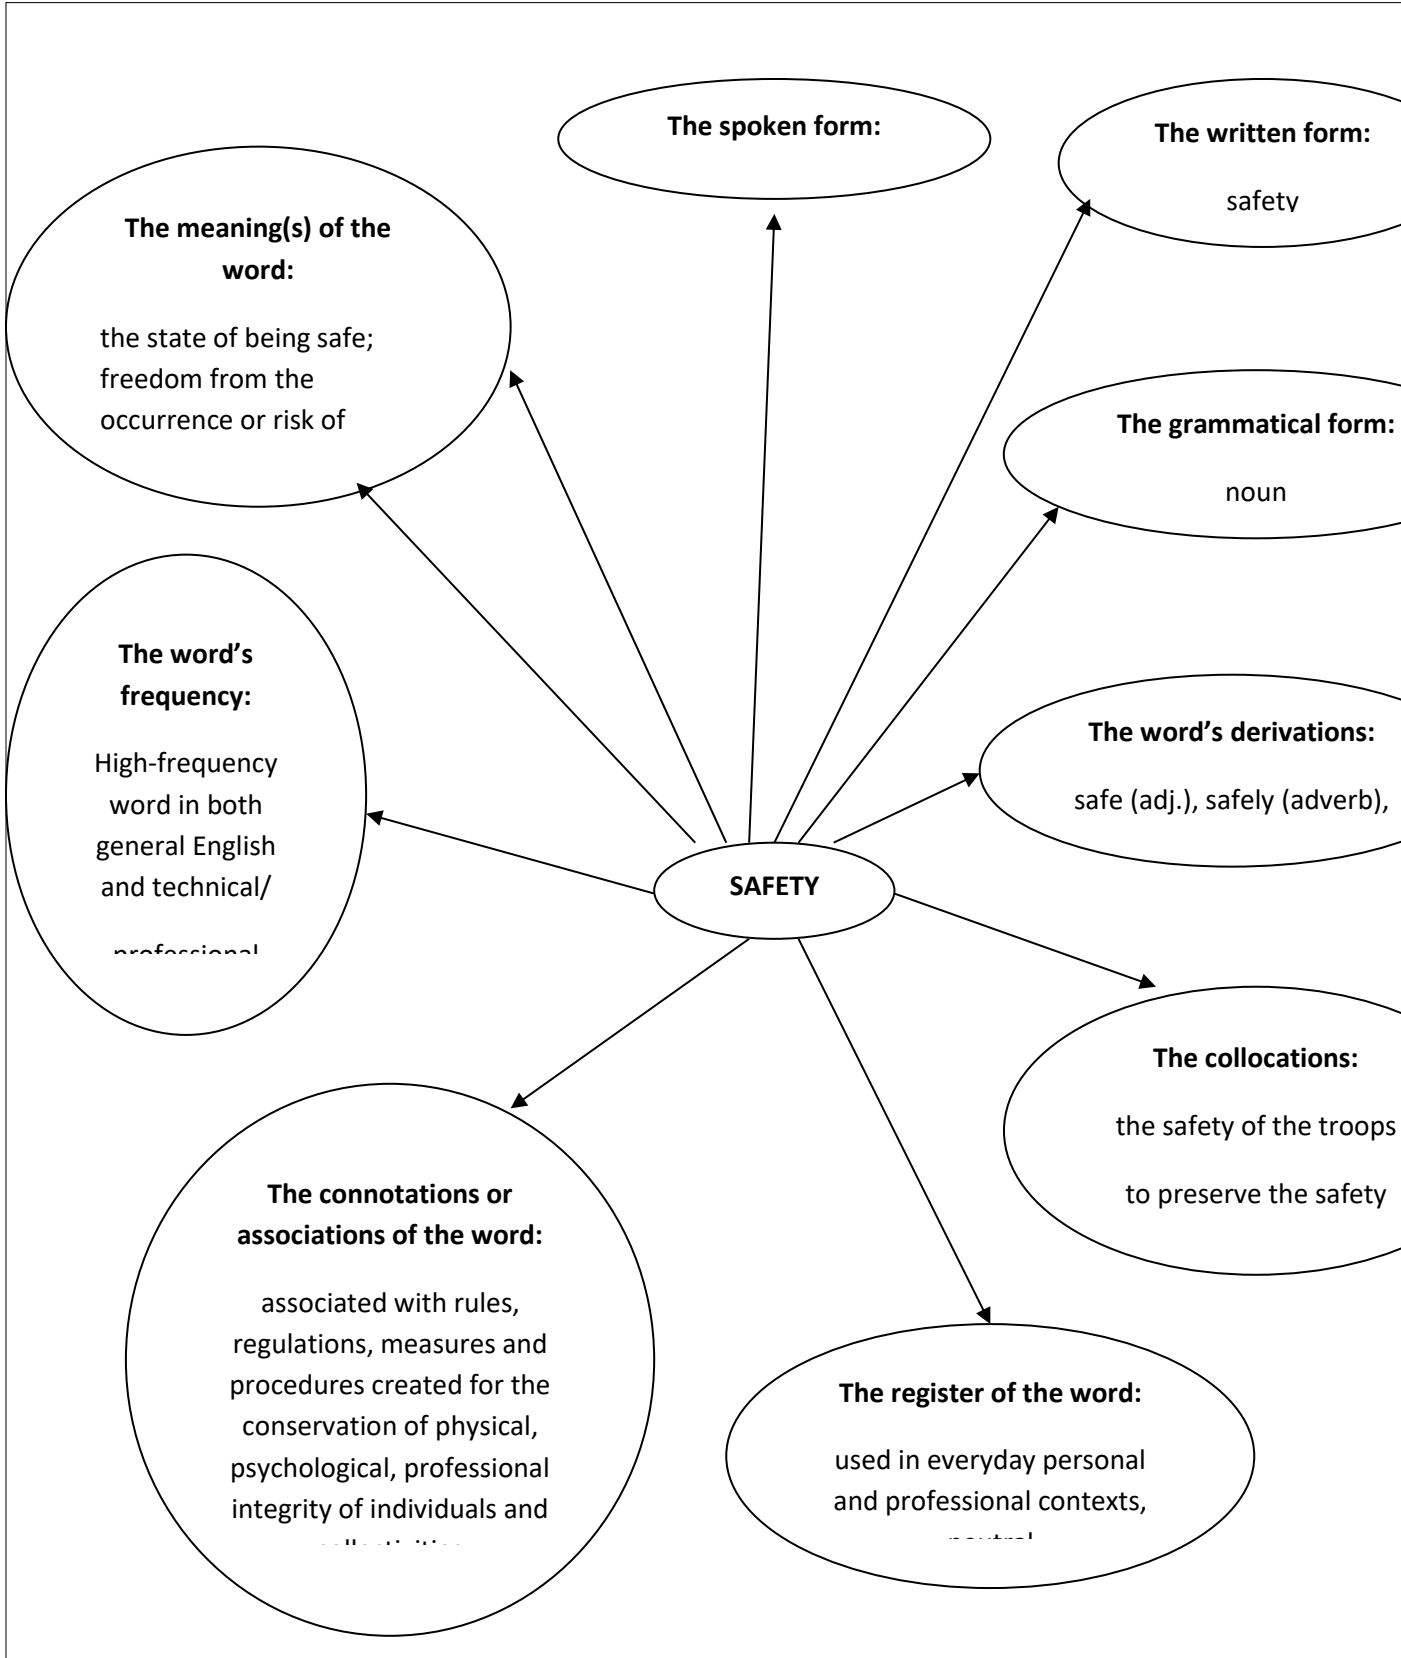 The spoken form:
The written form:
safety
The meaning(s) of the
word:
the state of being safe;
freedom from the
occurrence or risk of
The grammatical form:
noun
The word’s
frequency:
High-frequency
word in both
general English
and technical/
professional
The word’s derivations:
safe (adj.), safely (adverb),
SAFETY
The collocations:
the safety of the troops
to preserve the safety
The connotations or
associations of the word:
associated with rules,
regulations, measures and
procedures created for the
conservation of physical,
psychological, professional
integrity of individuals and
collectivities
The register of the word:
used in everyday personal
and professional contexts,
neutral